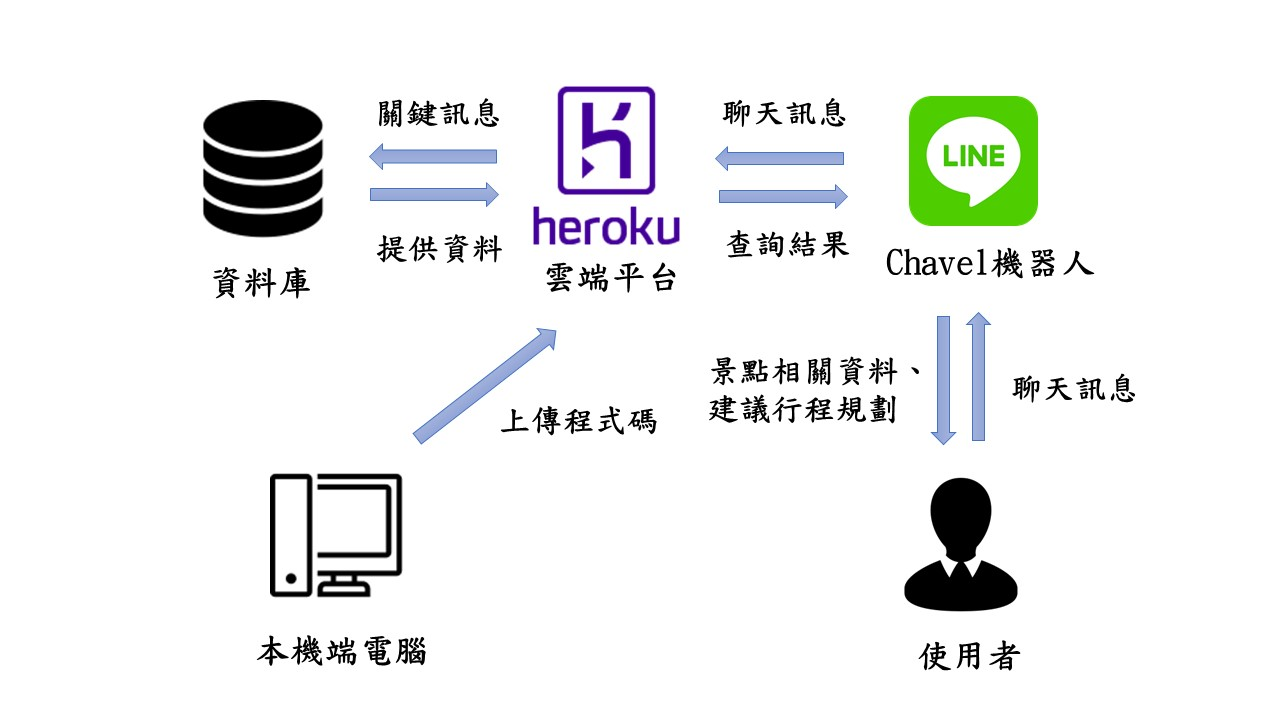 關鍵訊息
聊天訊息
LINE
heroku
提供資料
查詢結果
資料庫
雲端平台
Chavel機器人
景點相關資料、
建議行程規劃
聊天訊息
上傳程式碼
本機端電腦
使用者